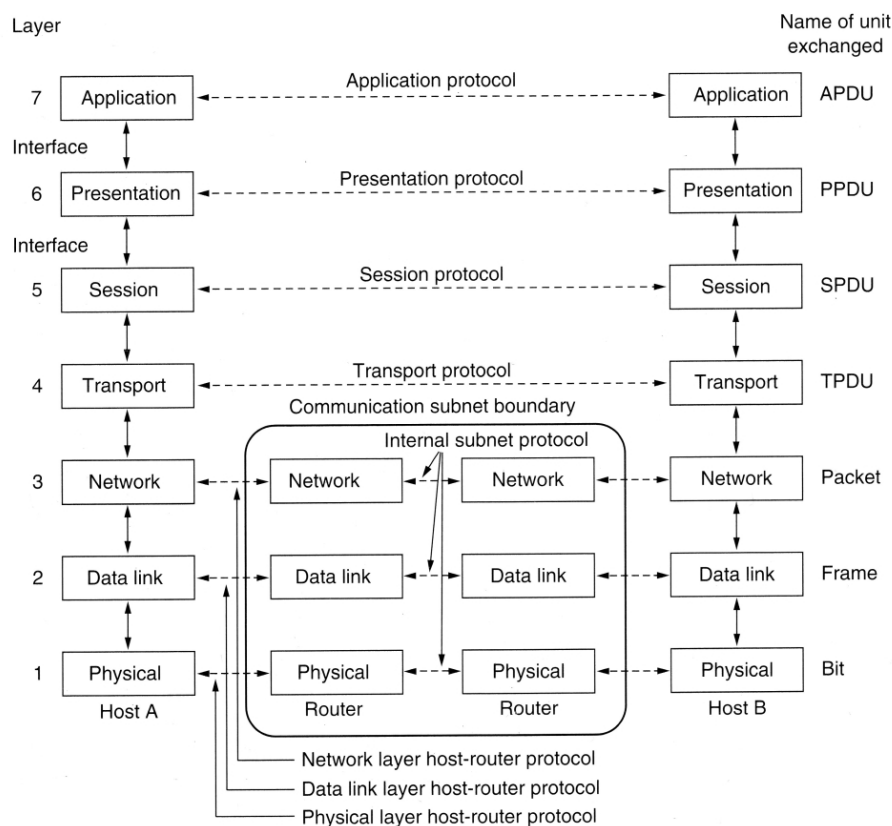 Layer
Name of unit
exchanged
Application protocol
7
Application
Application
APDU
Interface
Presentation protocol
6
Presentation
Presentation
PPDU
Interface
Session protocol
5
Session
Session
SPDU
Transport protocol
4
Transport
Transport
TPDU
Communication subnet boundary
Internal subnet protocol
3
Network
Network
Network
Network
Packet
2
Data link
Data link
Data link
Data link
Frame
1
Physical
Physical
Physical
Physical
Bit
Host A
Router
Router
Host B
Network layer host-router protocol
Data link layer host-router protocol
Physical layer host-router protocol